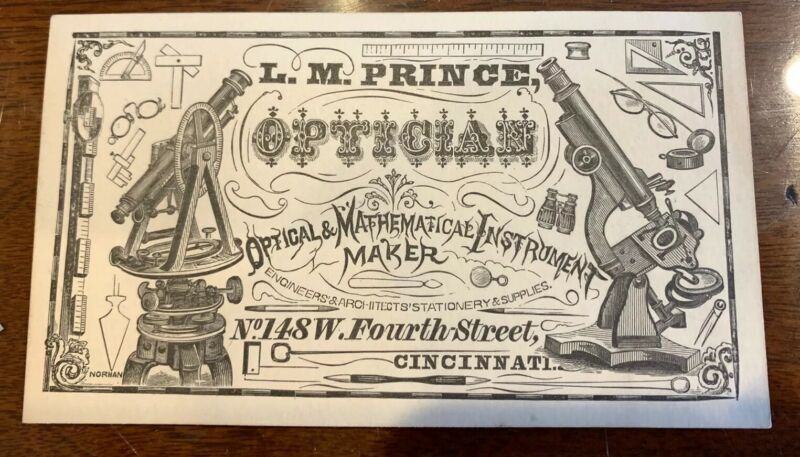 L. M. PRINCE,
OPTICIAN
OPTICAL & MATHEMATICAL INSTRUMENT
MAKER
ENGINEERS' & ARCHITECTS' STATIONERY & SUPPLIES.
No. 148 W. Fourth-Street,
CINCINNATI.
NORMAN